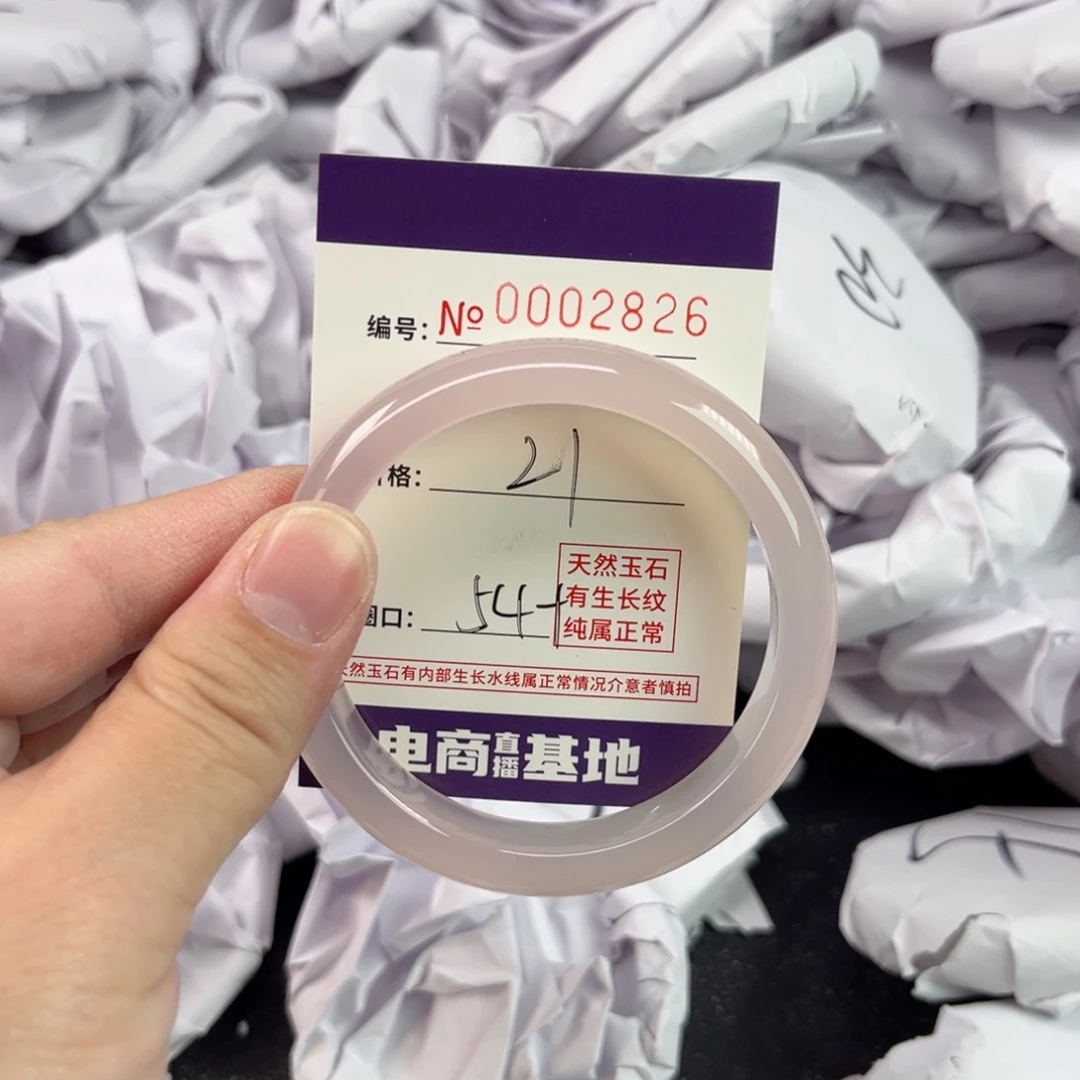 编号: № 0002826
格: 21
圈口: 54+
天然玉石
有生长纹
纯属正常
天然玉石有内部生长水线属正常情况介意者慎拍
电商直播基地